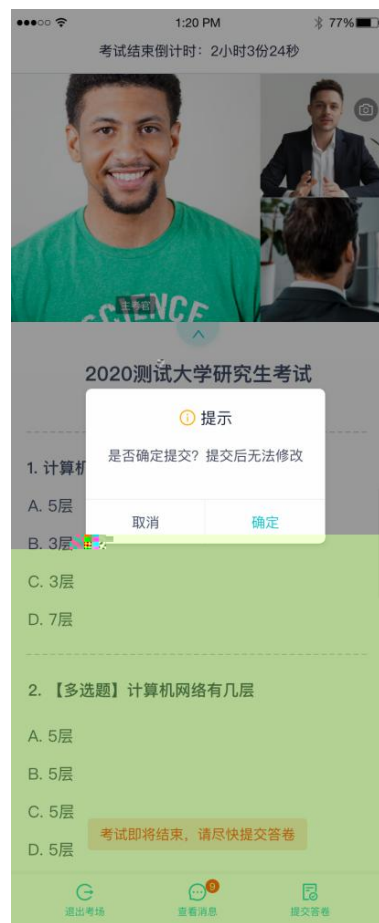 1:20 PM
77%
考试结束倒计时：2小时3份24秒
SCIENCE
主考官
2020测试大学研究生考试
提示
是否确定提交？提交后无法修改
取消
确定
1. 计算机
A. 5层
B. 3层
C. 3层
D. 7层
2. 【多选题】计算机网络有几层
A. 5层
B. 5层
C. 5层
考试即将结束，请尽快提交答卷
D. 5层
9
退出考场
查看消息
提交答卷